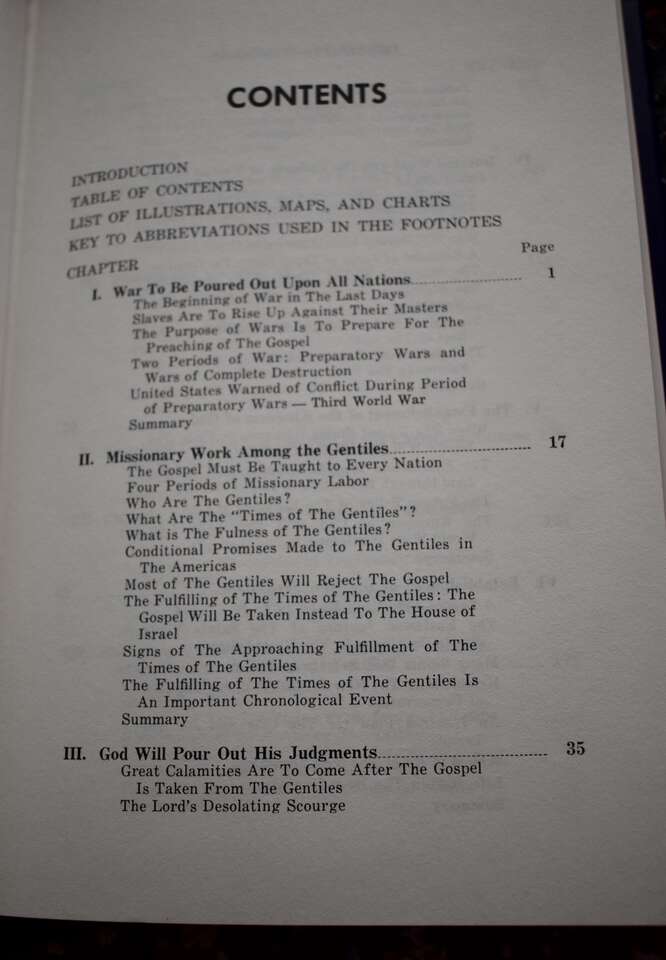 CONTENTS
INTRODUCTION
TABLE OF CONTENTS
LIST OF ILLUSTRATIONS, MAPS, AND CHARTS
KEY TO ABBREVIATIONS USED IN THE FOOTNOTES
Page
CHAPTER
I. War To Be Poured Out Upon All Nations 1
The Beginning of War in The Last Days
Slaves Are To Rise Up Against Their Masters
The Purpose of Wars Is To Prepare For The
Preaching of The Gospel
Two Periods of War: Preparatory Wars and
Wars of Complete Destruction
United States Warned of Conflict During Period
of Preparatory Wars — Third World War
Summary
II. Missionary Work Among the Gentiles 17
The Gospel Must Be Taught to Every Nation
Four Periods of Missionary Labor
Who Are The Gentiles?
What Are The "Times of The Gentiles"?
What is The Fulness of The Gentiles?
Conditional Promises Made to The Gentiles in
The Americas
Most of The Gentiles Will Reject The Gospel
The Fulfilling of The Times of The Gentiles: The
Gospel Will Be Taken Instead To The House of
Israel
Signs of The Approaching Fulfillment of The
Times of The Gentiles
The Fulfilling of The Times of The Gentiles Is
An Important Chronological Event
Summary
III. God Will Pour Out His Judgments 35
Great Calamities Are To Come After The Gospel
Is Taken From The Gentiles
The Lord's Desolating Scourge